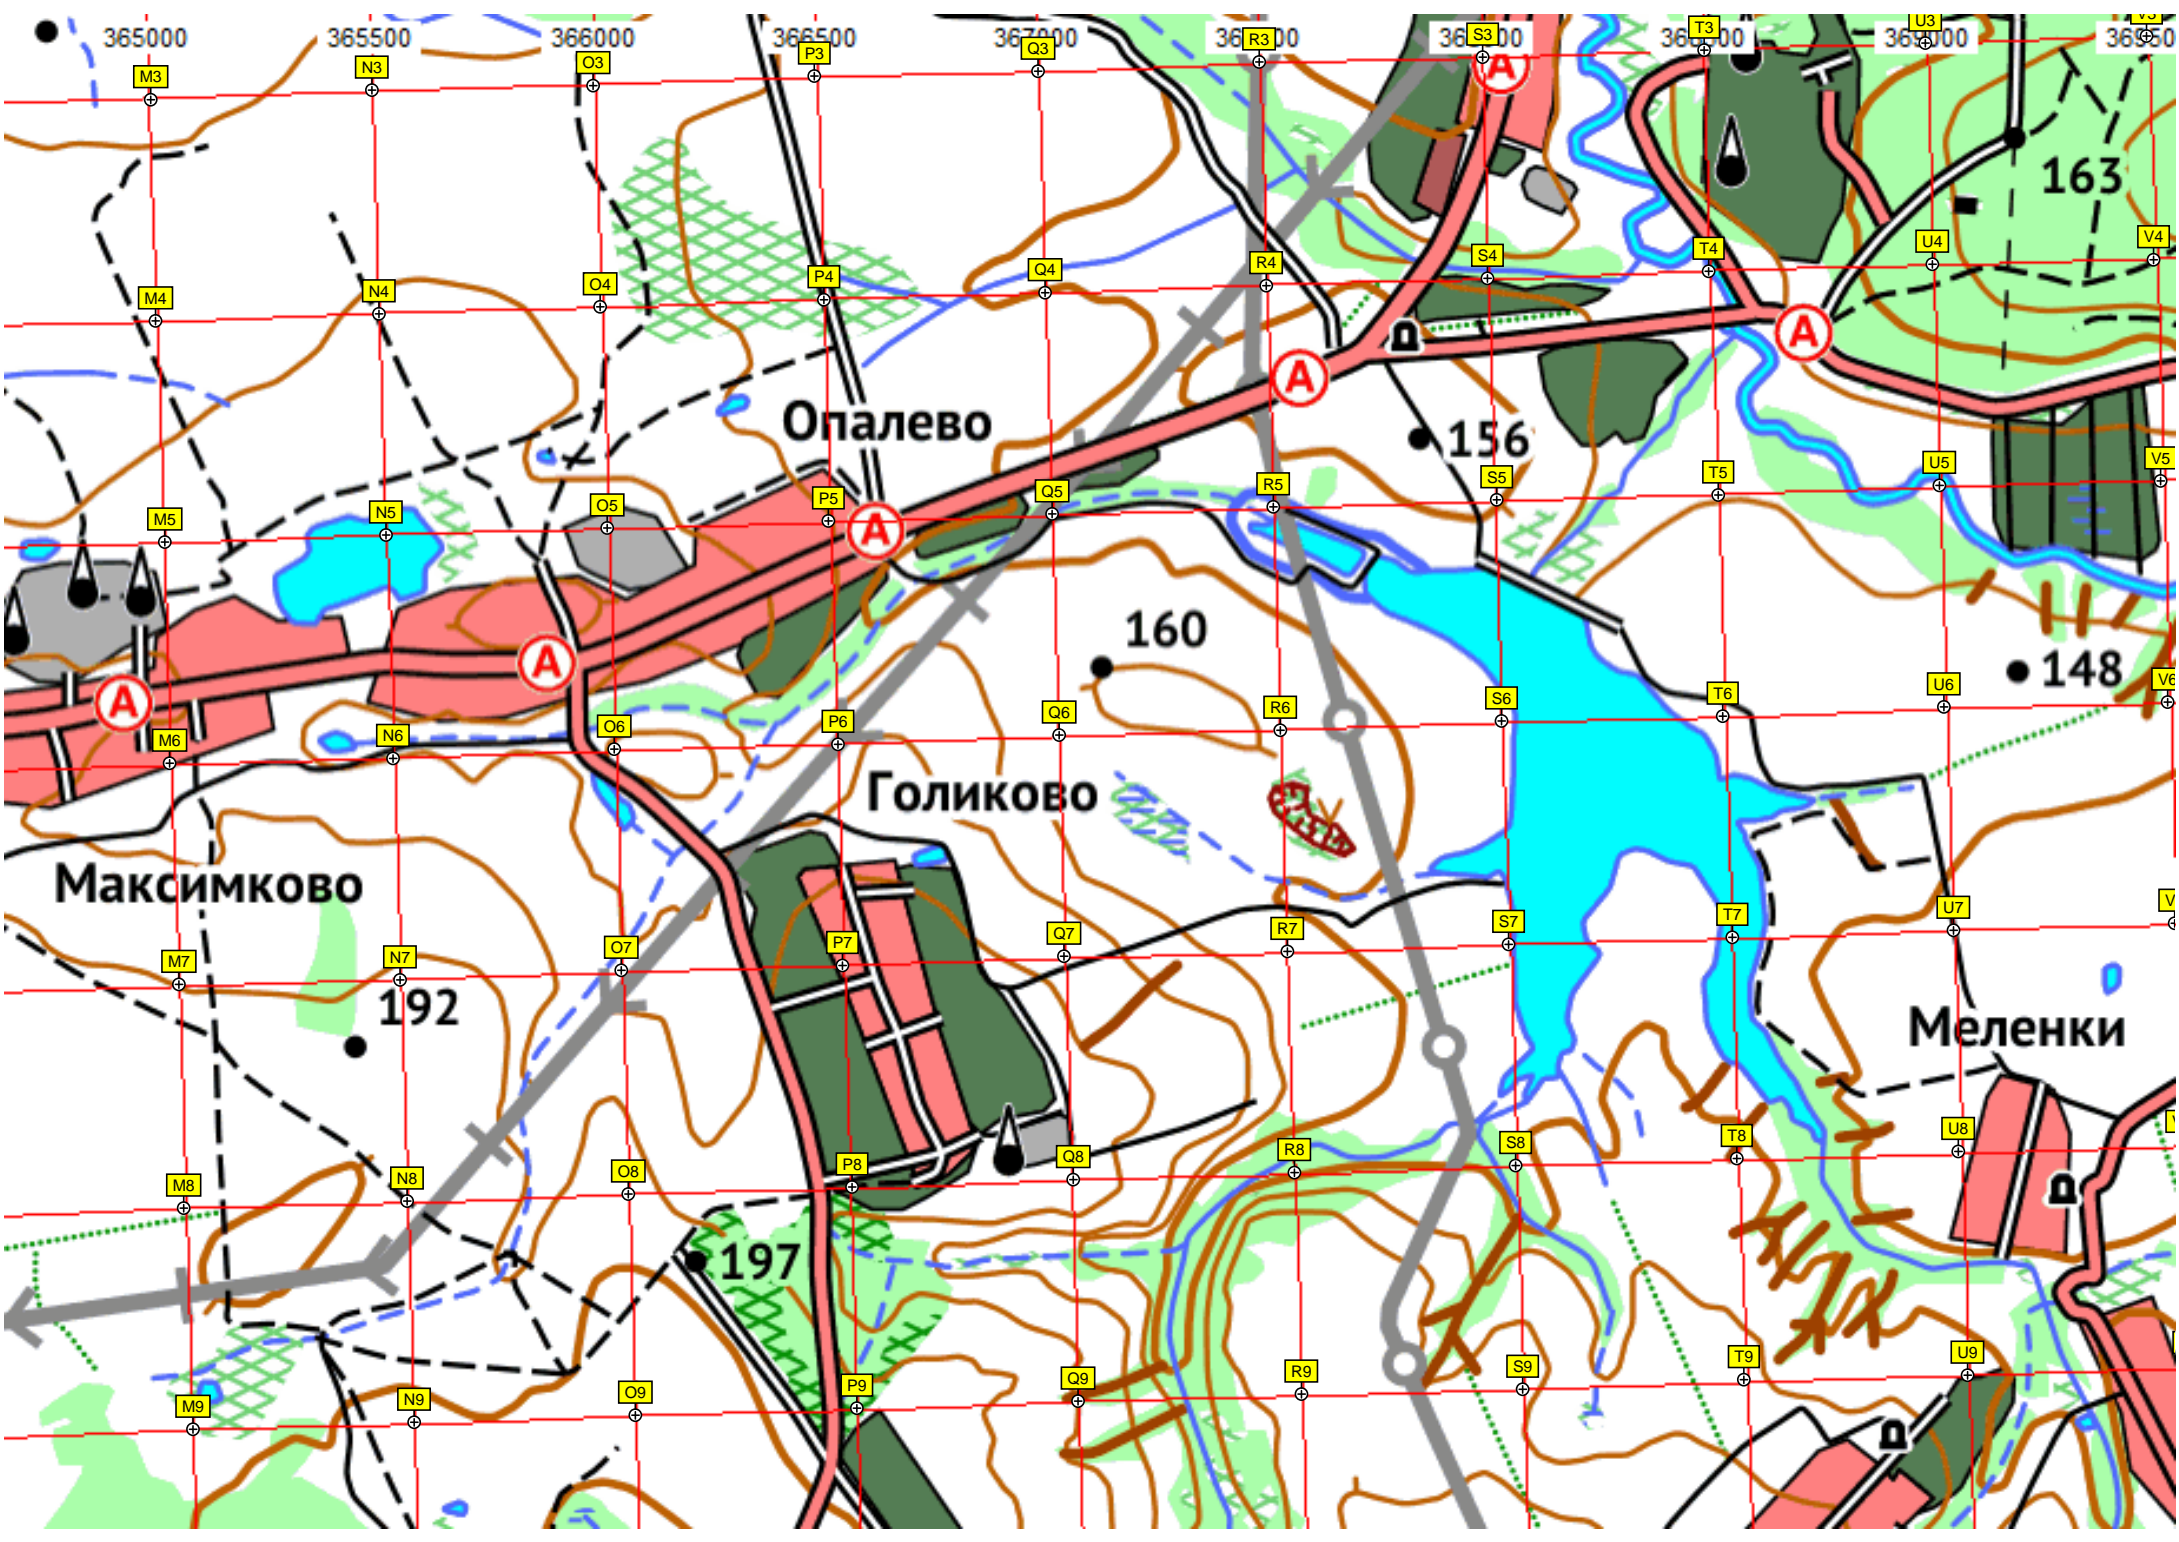 365000 365500 366000
M3 N3 O3 P3 Q3 R3 S3 T3 U3 V3
A
163
M4 N4 O4 P4 Q4 R4 S4 T4 U4 V4
A
A
Опалево
156
M5 N5 O5 P5 Q5 R5 S5 T5 U5 V5
A
160
148
A
A
M6 N6 O6 P6 Q6 R6 S6 T6 U6 V6
Голиково
Максимково
M7 N7 O7 P7 Q7 R7 S7 T7 U7
192
Меленки
M8 N8 O8 P8 Q8 R8 S8 T8 U8
197
M9 N9 O9 P9 Q9 R9 S9 T9 U9